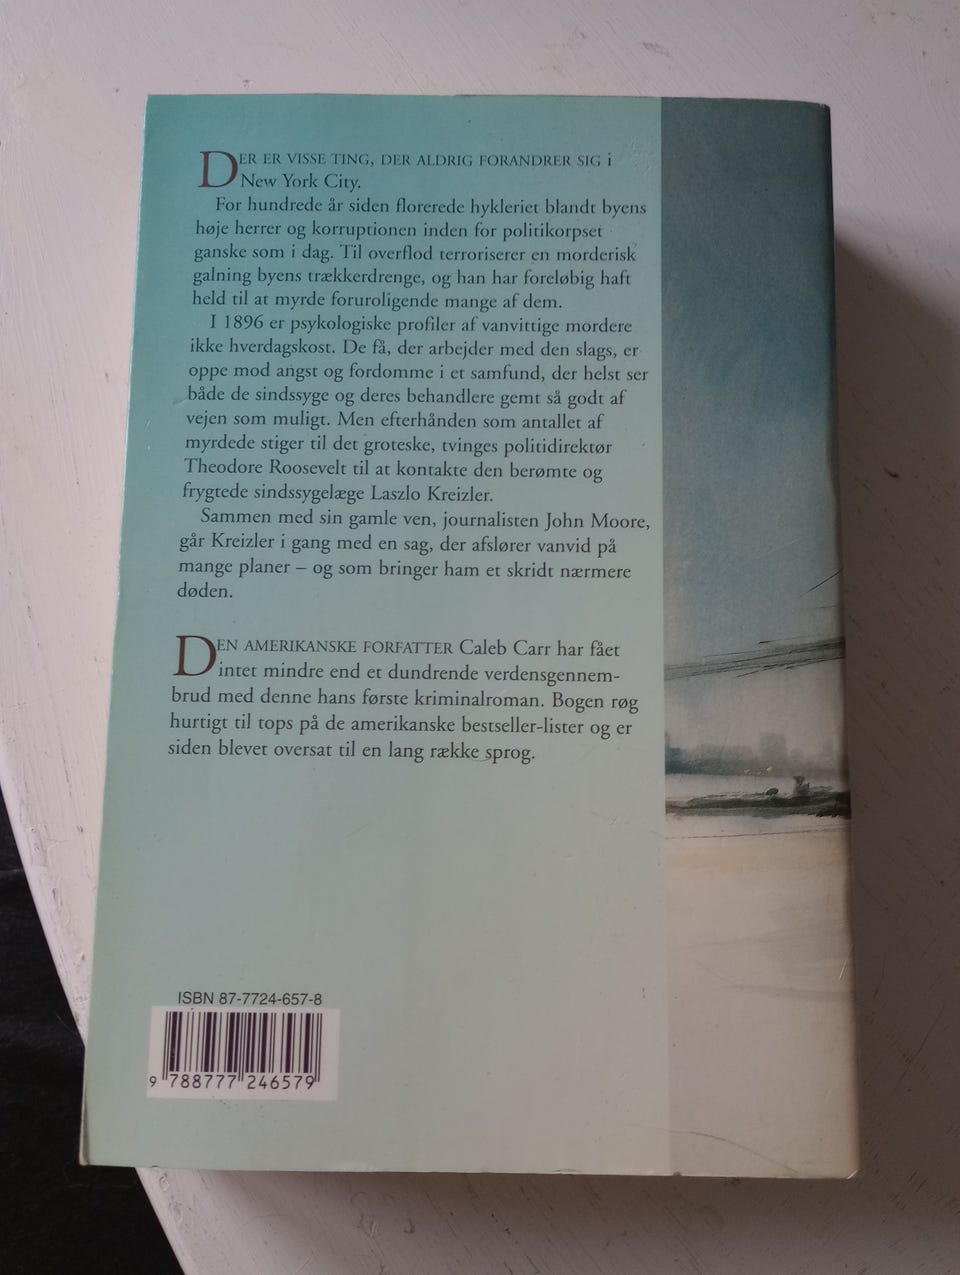 DER ER VISSE TING, DER ALDRIG FORANDRER SIG i
New York City.
For hundrede år siden florerede hykleriet blandt byens
høje herrer og korruptionen inden for politikorpset
ganske som i dag. Til overflod terroriserer en morderisk
galning byens trækkerdrenge, og han har foreløbig haft
held til at myrde foruroligende mange af dem.
I 1896 er psykologiske profiler af vanvittige mordere
ikke hverdagskost. De få, der arbejder med den slags, er
oppe mod angst og fordomme i et samfund, der helst ser
både de sindssyge og deres behandlere gemt så godt af
vejen som muligt. Men efterhånden som antallet af
myrdede stiger til det groteske, tvinges politidirektør
Theodore Roosevelt til at kontakte den berømte og
frygtede sindssygelæge Laszlo Kreizler.
Sammen med sin gamle ven, journalisten John Moore,
går Kreizler i gang med en sag, der afslører vanvid på
mange planer – og som bringer ham et skridt nærmere
døden.
DEN AMERIKANSKE FORFATTER Caleb Carr har fået
intet mindre end et dundrende verdensgennem-
brud med denne hans første kriminalroman. Bogen røg
hurtigt til tops på de amerikanske bestseller-lister og er
siden blevet oversat til en lang række sprog.
ISBN 87-7724-657-8
9 788777 246579